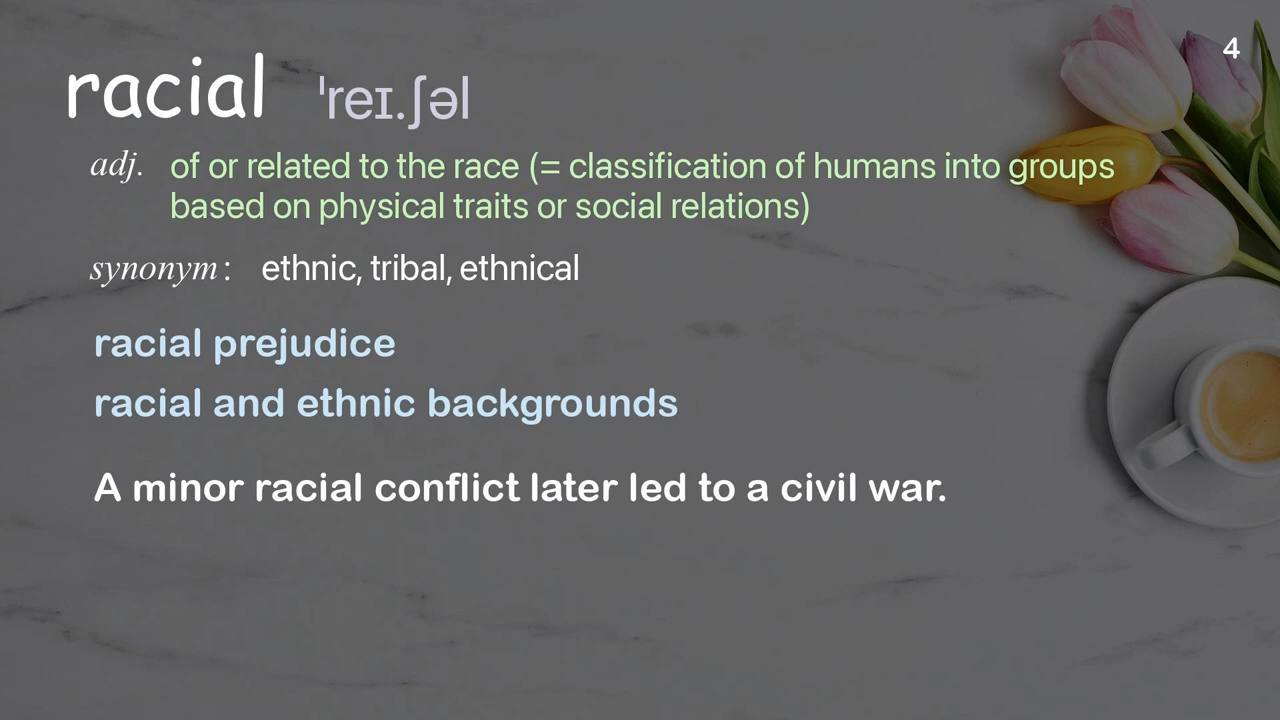 4
racial ˈreɪ.ʃəl
adj. of or related to the race (= classification of humans into groups
based on physical traits or social relations)
synonym: ethnic, tribal, ethnical
racial prejudice
racial and ethnic backgrounds
A minor racial conflict later led to a civil war.